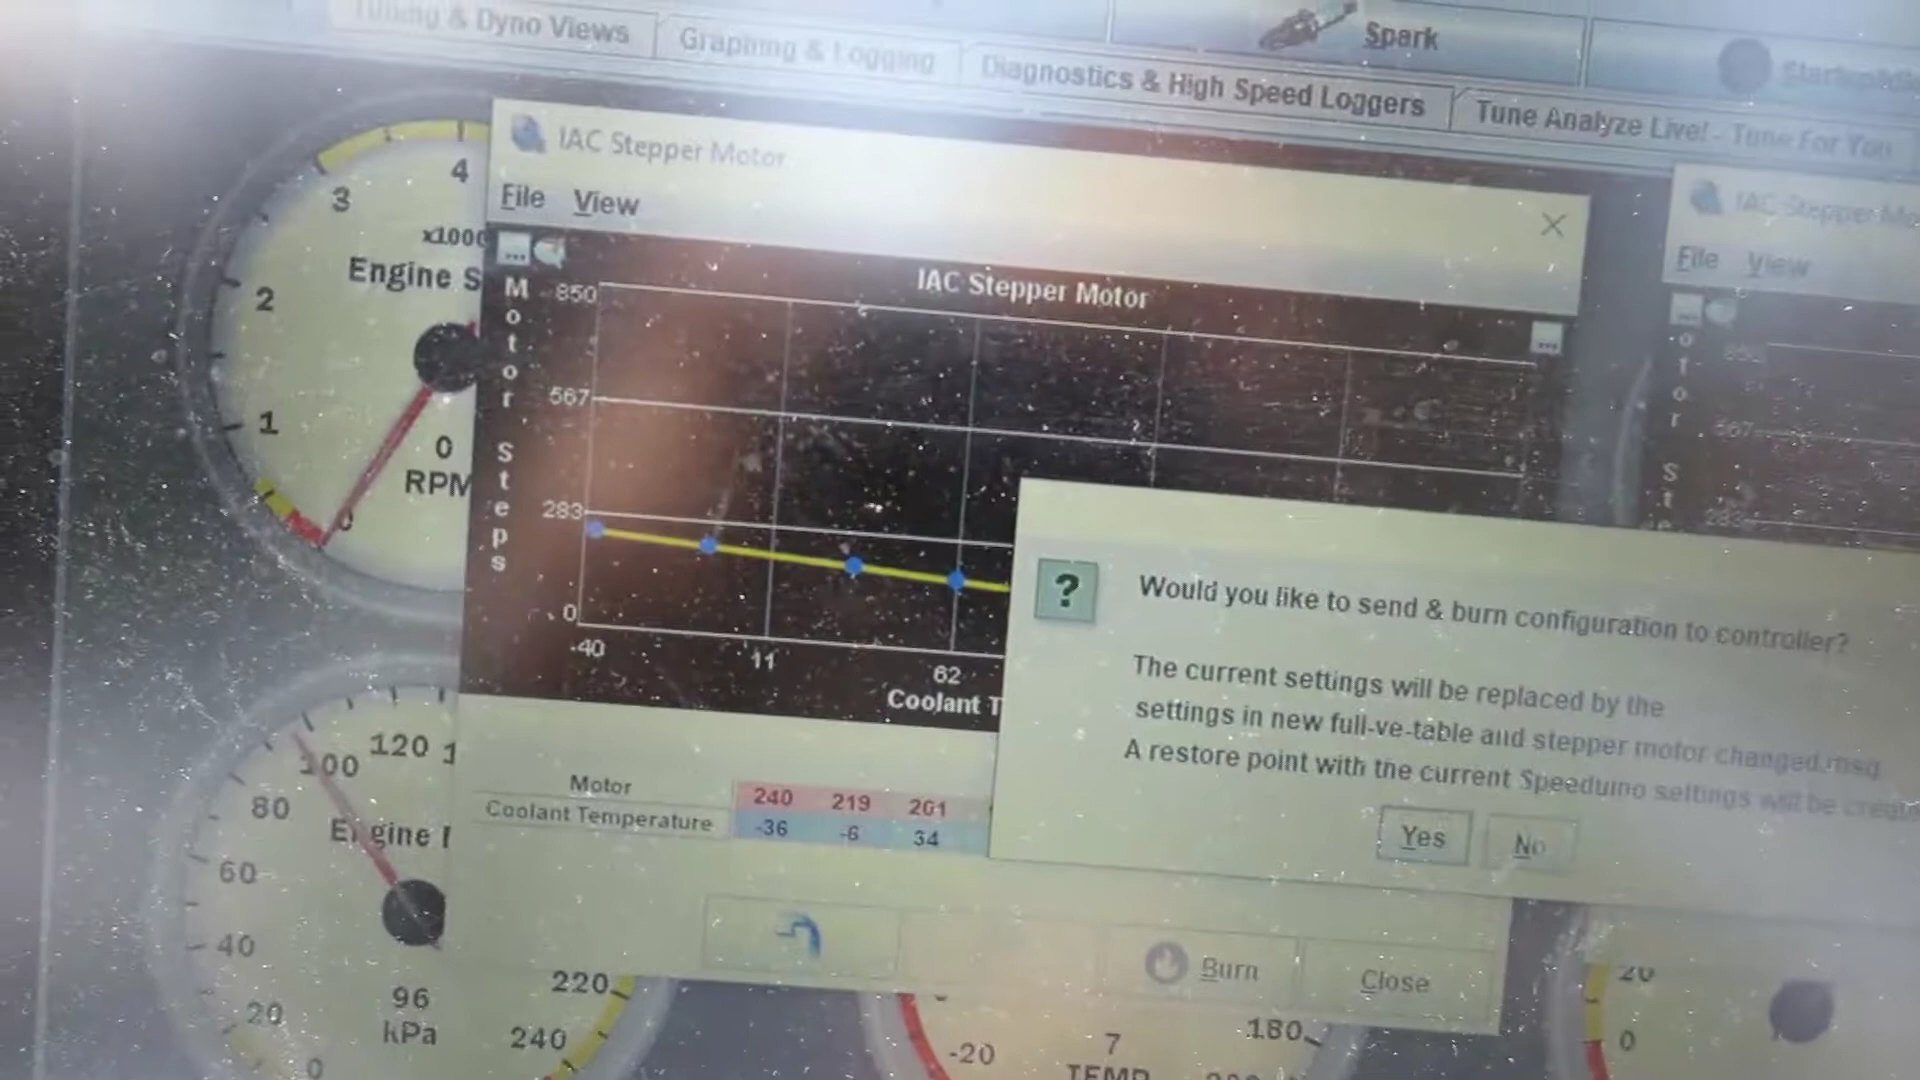 Tuning & Dyno Views
Graphing & Logging
Diagnostics & High Speed Loggers
Tune Analyze Live! - Tune For You
Spark
IAC Stepper Motor
File View
IAC Stepper Motor
Motor Steps
850
567
283
0
-40
11
62
Coolant T
Motor
240 219 201
Coolant Temperature
-36 -6 34
Burn
Close
?
Would you like to send & burn configuration to controller?
The current settings will be replaced by the
settings in new full-ve-table and stepper motor changed.msq
A restore point with the current Speeduino settings will be create
Yes
No
File View
4
3
2
1
0
x1000
Engine S
0
RPM
120
100
80
60
40
20
0
Engine
96
kPa
220
240
-20
7
TEMP
180
20
0